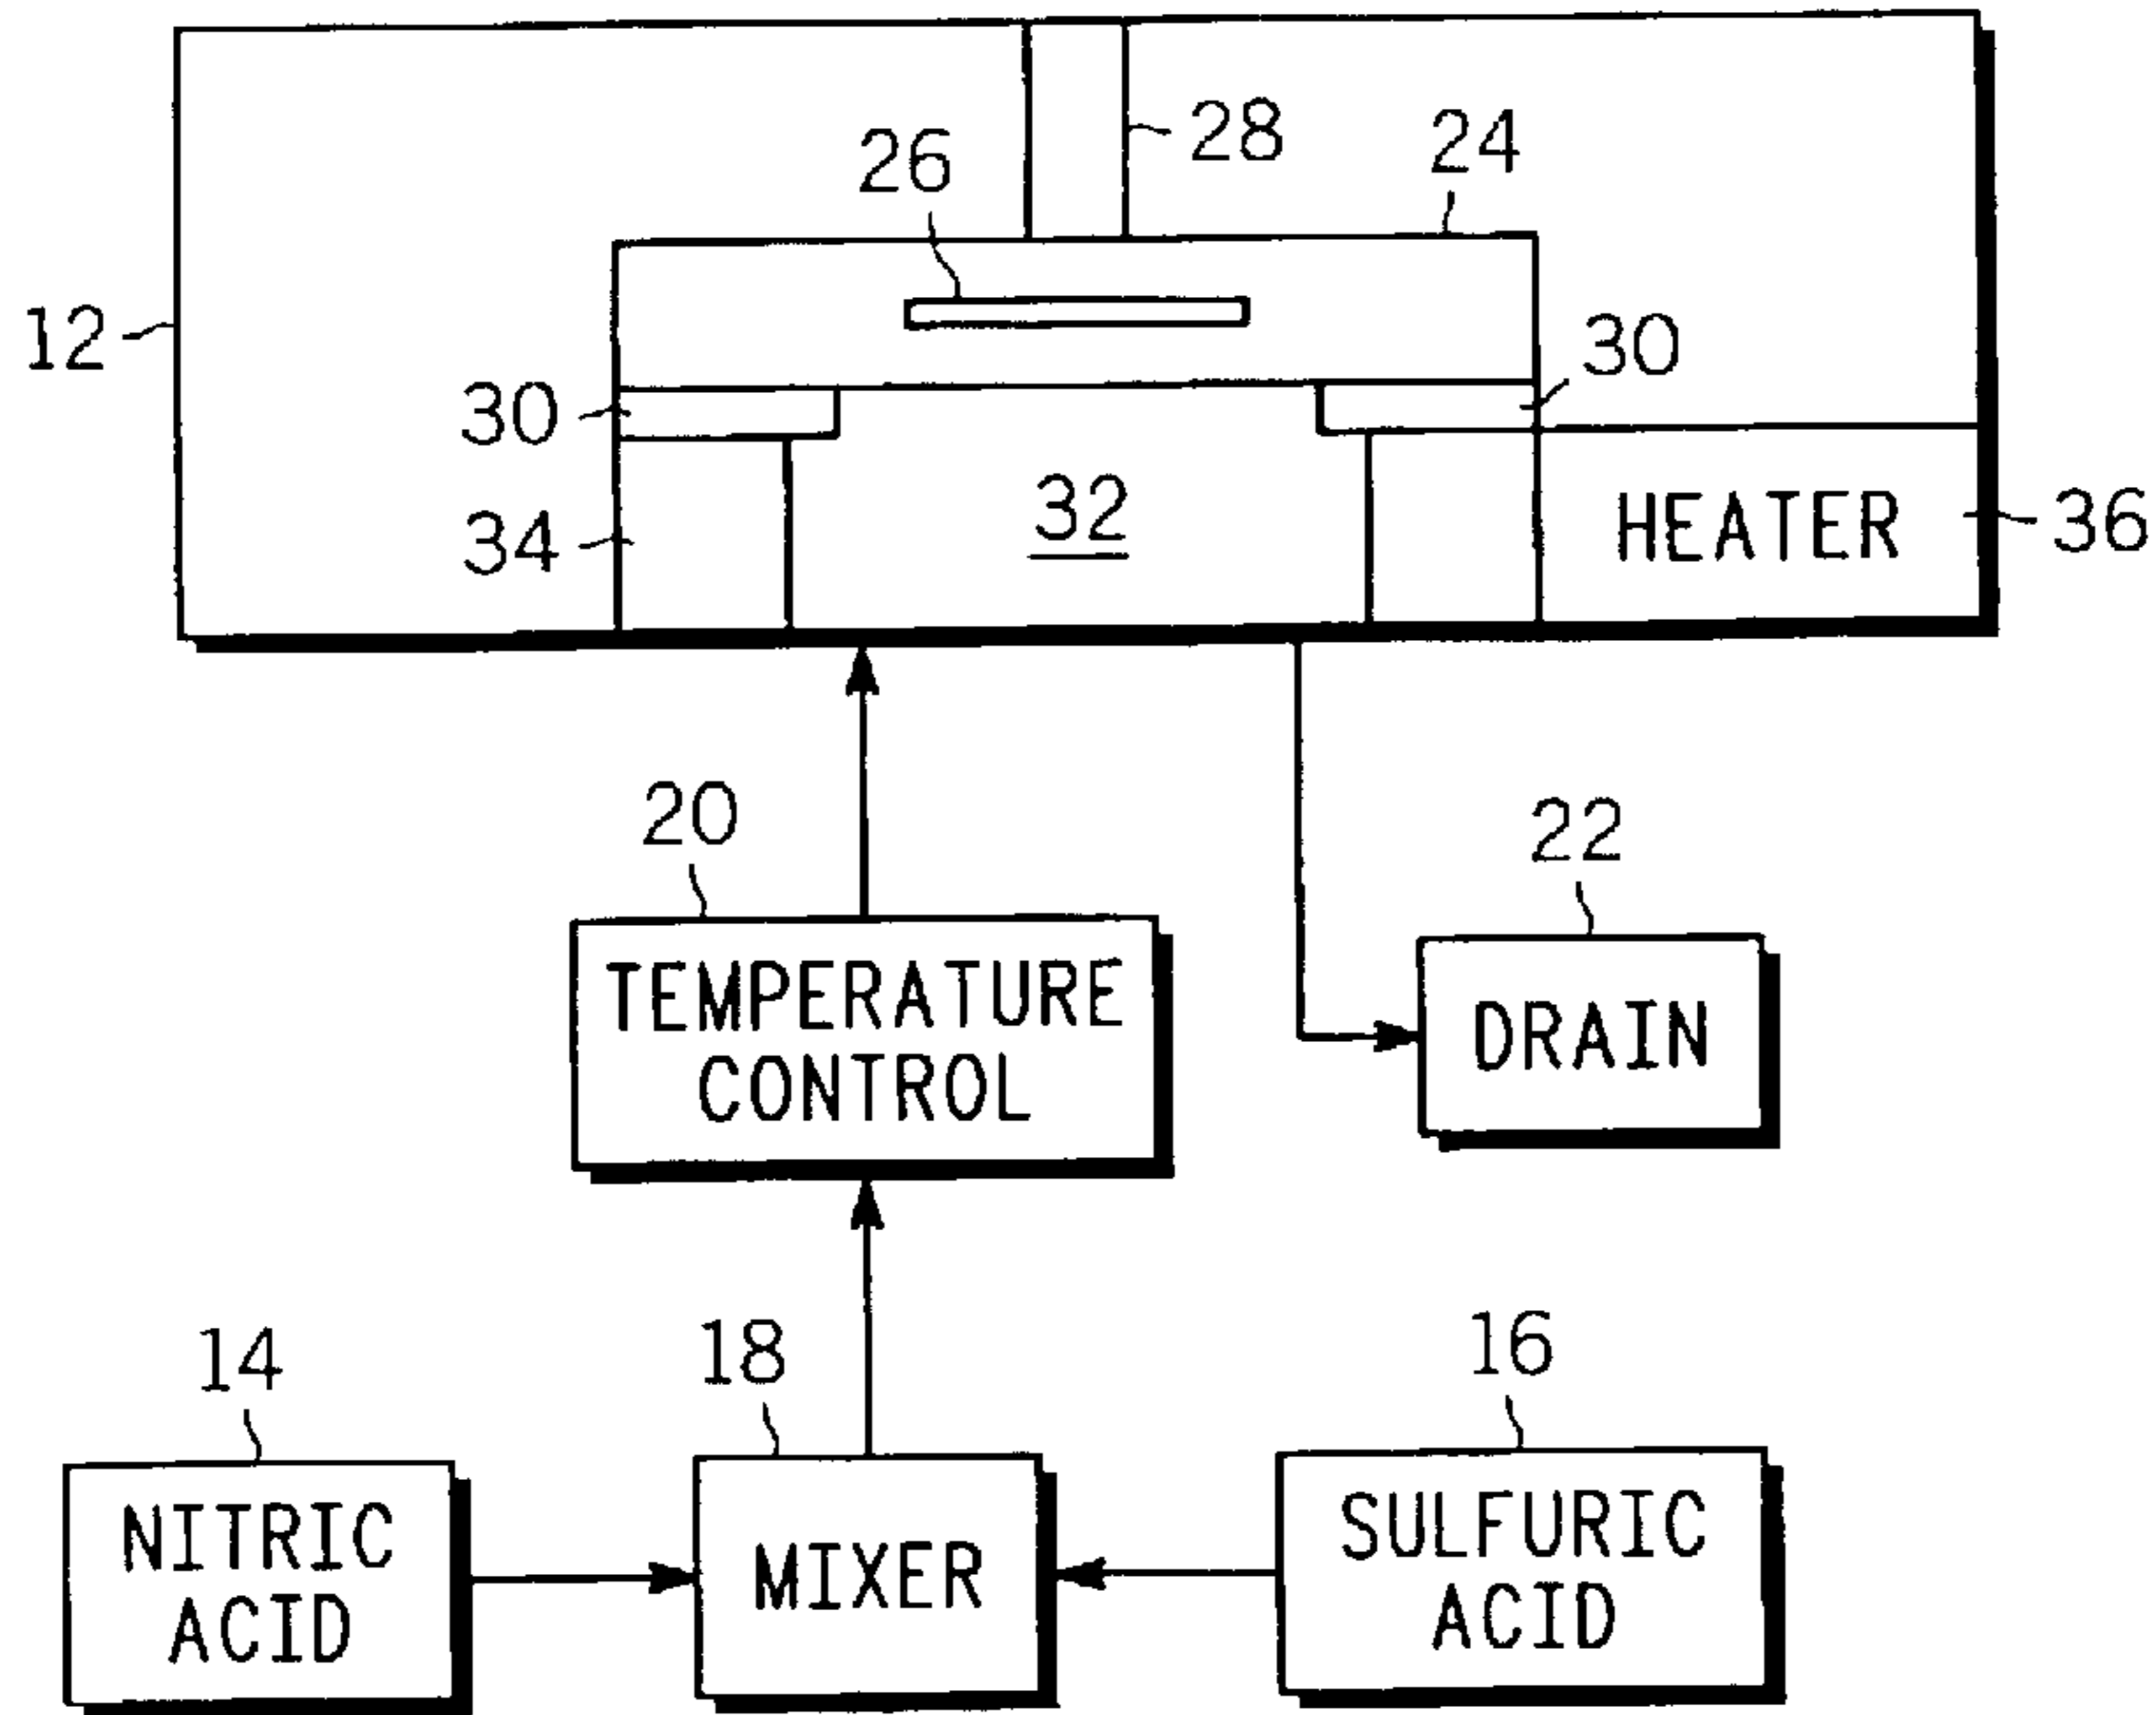 28
24
26
12
30
30
32
34
HEATER
36
20
22
TEMPERATURE
CONTROL
DRAIN
14
18
16
NITRIC
ACID
MIXER
SULFURIC
ACID